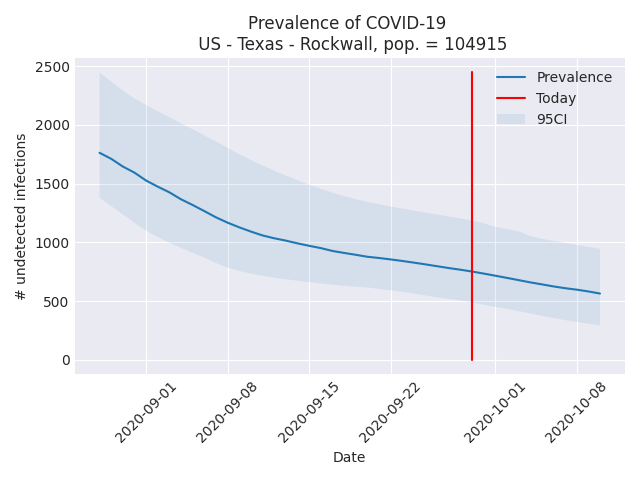 Prevalence of COVID-19
US - Texas - Rockwall, pop. = 104915
2500
2000
1500
1000
500
0
# undetected infections
Prevalence
Today
95CI
2020-09-01
2020-09-08
2020-09-15
2020-09-22
2020-10-01
2020-10-08
Date